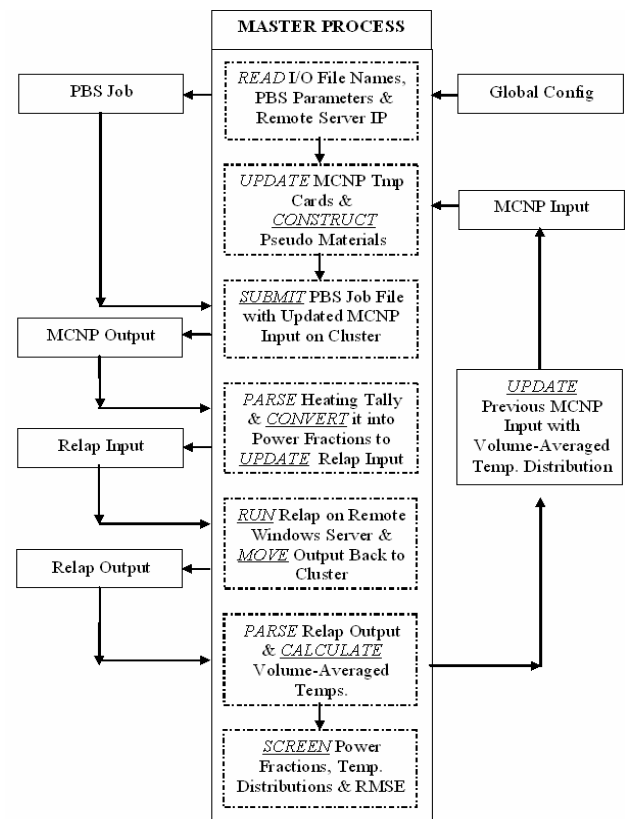 MASTER PROCESS
PBS Job
READ I/O File Names,
PBS Parameters &
Remote Server IP
Global Config
UPDATE MCNP Tmp
Cards &
CONSTRUCT
Pseudo Materials
MCNP Input
SUBMIT PBS Job File
with Updated MCNP
Input on Cluster
MCNP Output
PARSE Heating Tally
& CONVERT it into
Power Fractions to
UPDATE Relap Input
UPDATE
Previous MCNP
Input with
Volume-Averaged
Temp. Distribution
Relap Input
RUN Relap on Remote
Windows Server &
MOVE Output Back to
Cluster
Relap Output
PARSE Relap Output
& CALCULATE
Volume-Averaged
Temps.
SCREEN Power
Fractions, Temp.
Distributions & RMSE